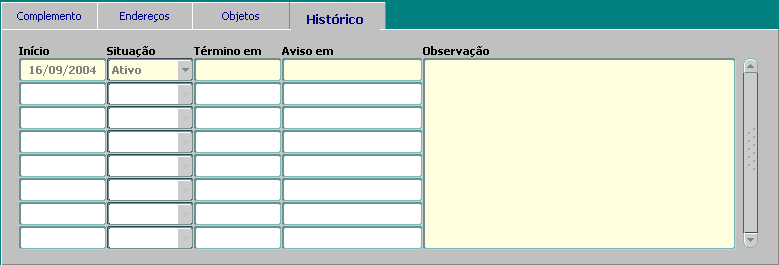 Complemento Endereços Objetos Histórico
Início Situação Término em Aviso em Observação
16/09/2004 Ativo